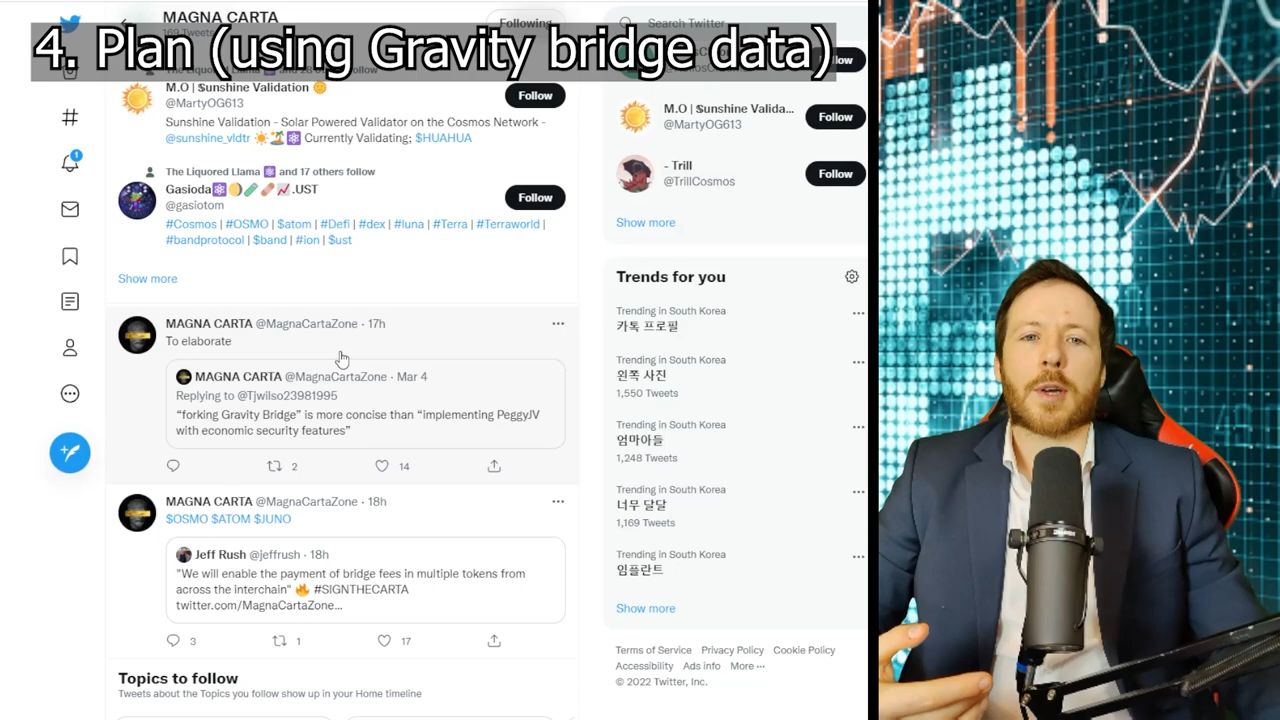 MAGNA CARTA
169 Tweets
Following
Search Twitter
4. Plan (using Gravity bridge data)
The Liquored Llama and 28 others follow
M.O | $unshine Validation
@MartyOG613
Follow
Sunshine Validation - Solar Powered Validator on the Cosmos Network -
@sunshine_vldtr Currently Validating; $HUAHUA
The Liquored Llama and 17 others follow
Gasioda .UST
@gasiotom
Follow
#Cosmos | #OSMO | $atom | #Defi | #dex | #luna | #Terra | #Terraworld |
#bandprotocol | $band | #ion | $ust
Show more
MAGNA CARTA @MagnaCartaZone · 17h
To elaborate
MAGNA CARTA @MagnaCartaZone · Mar 4
Replying to @Tjwilso23981995
“forking Gravity Bridge” is more concise than “implementing PeggyJV
with economic security features”
2 14
MAGNA CARTA @MagnaCartaZone · 18h
$OSMO $ATOM $JUNO
Jeff Rush @jeffrush · 18h
"We will enable the payment of bridge fees in multiple tokens from
across the interchain" 🔥 #SIGNTHECARTA
twitter.com/MagnaCartaZone...
3 1 17
Topics to follow
Tweets about the Topics you follow show up in your Home timeline
1
M.O | $unshine Valida...
@MartyOG613
Follow
- Trill
@TrillCosmos
Follow
Show more
Trends for you
Trending in South Korea
카톡 프로필
Trending in South Korea
왼쪽 사진
1,550 Tweets
Trending in South Korea
엄마아들
1,248 Tweets
Trending in South Korea
너무 달달
1,169 Tweets
Trending in South Korea
임플란트
Show more
Terms of Service Privacy Policy Cookie Policy
Accessibility Ads info More ···
© 2022 Twitter, Inc.